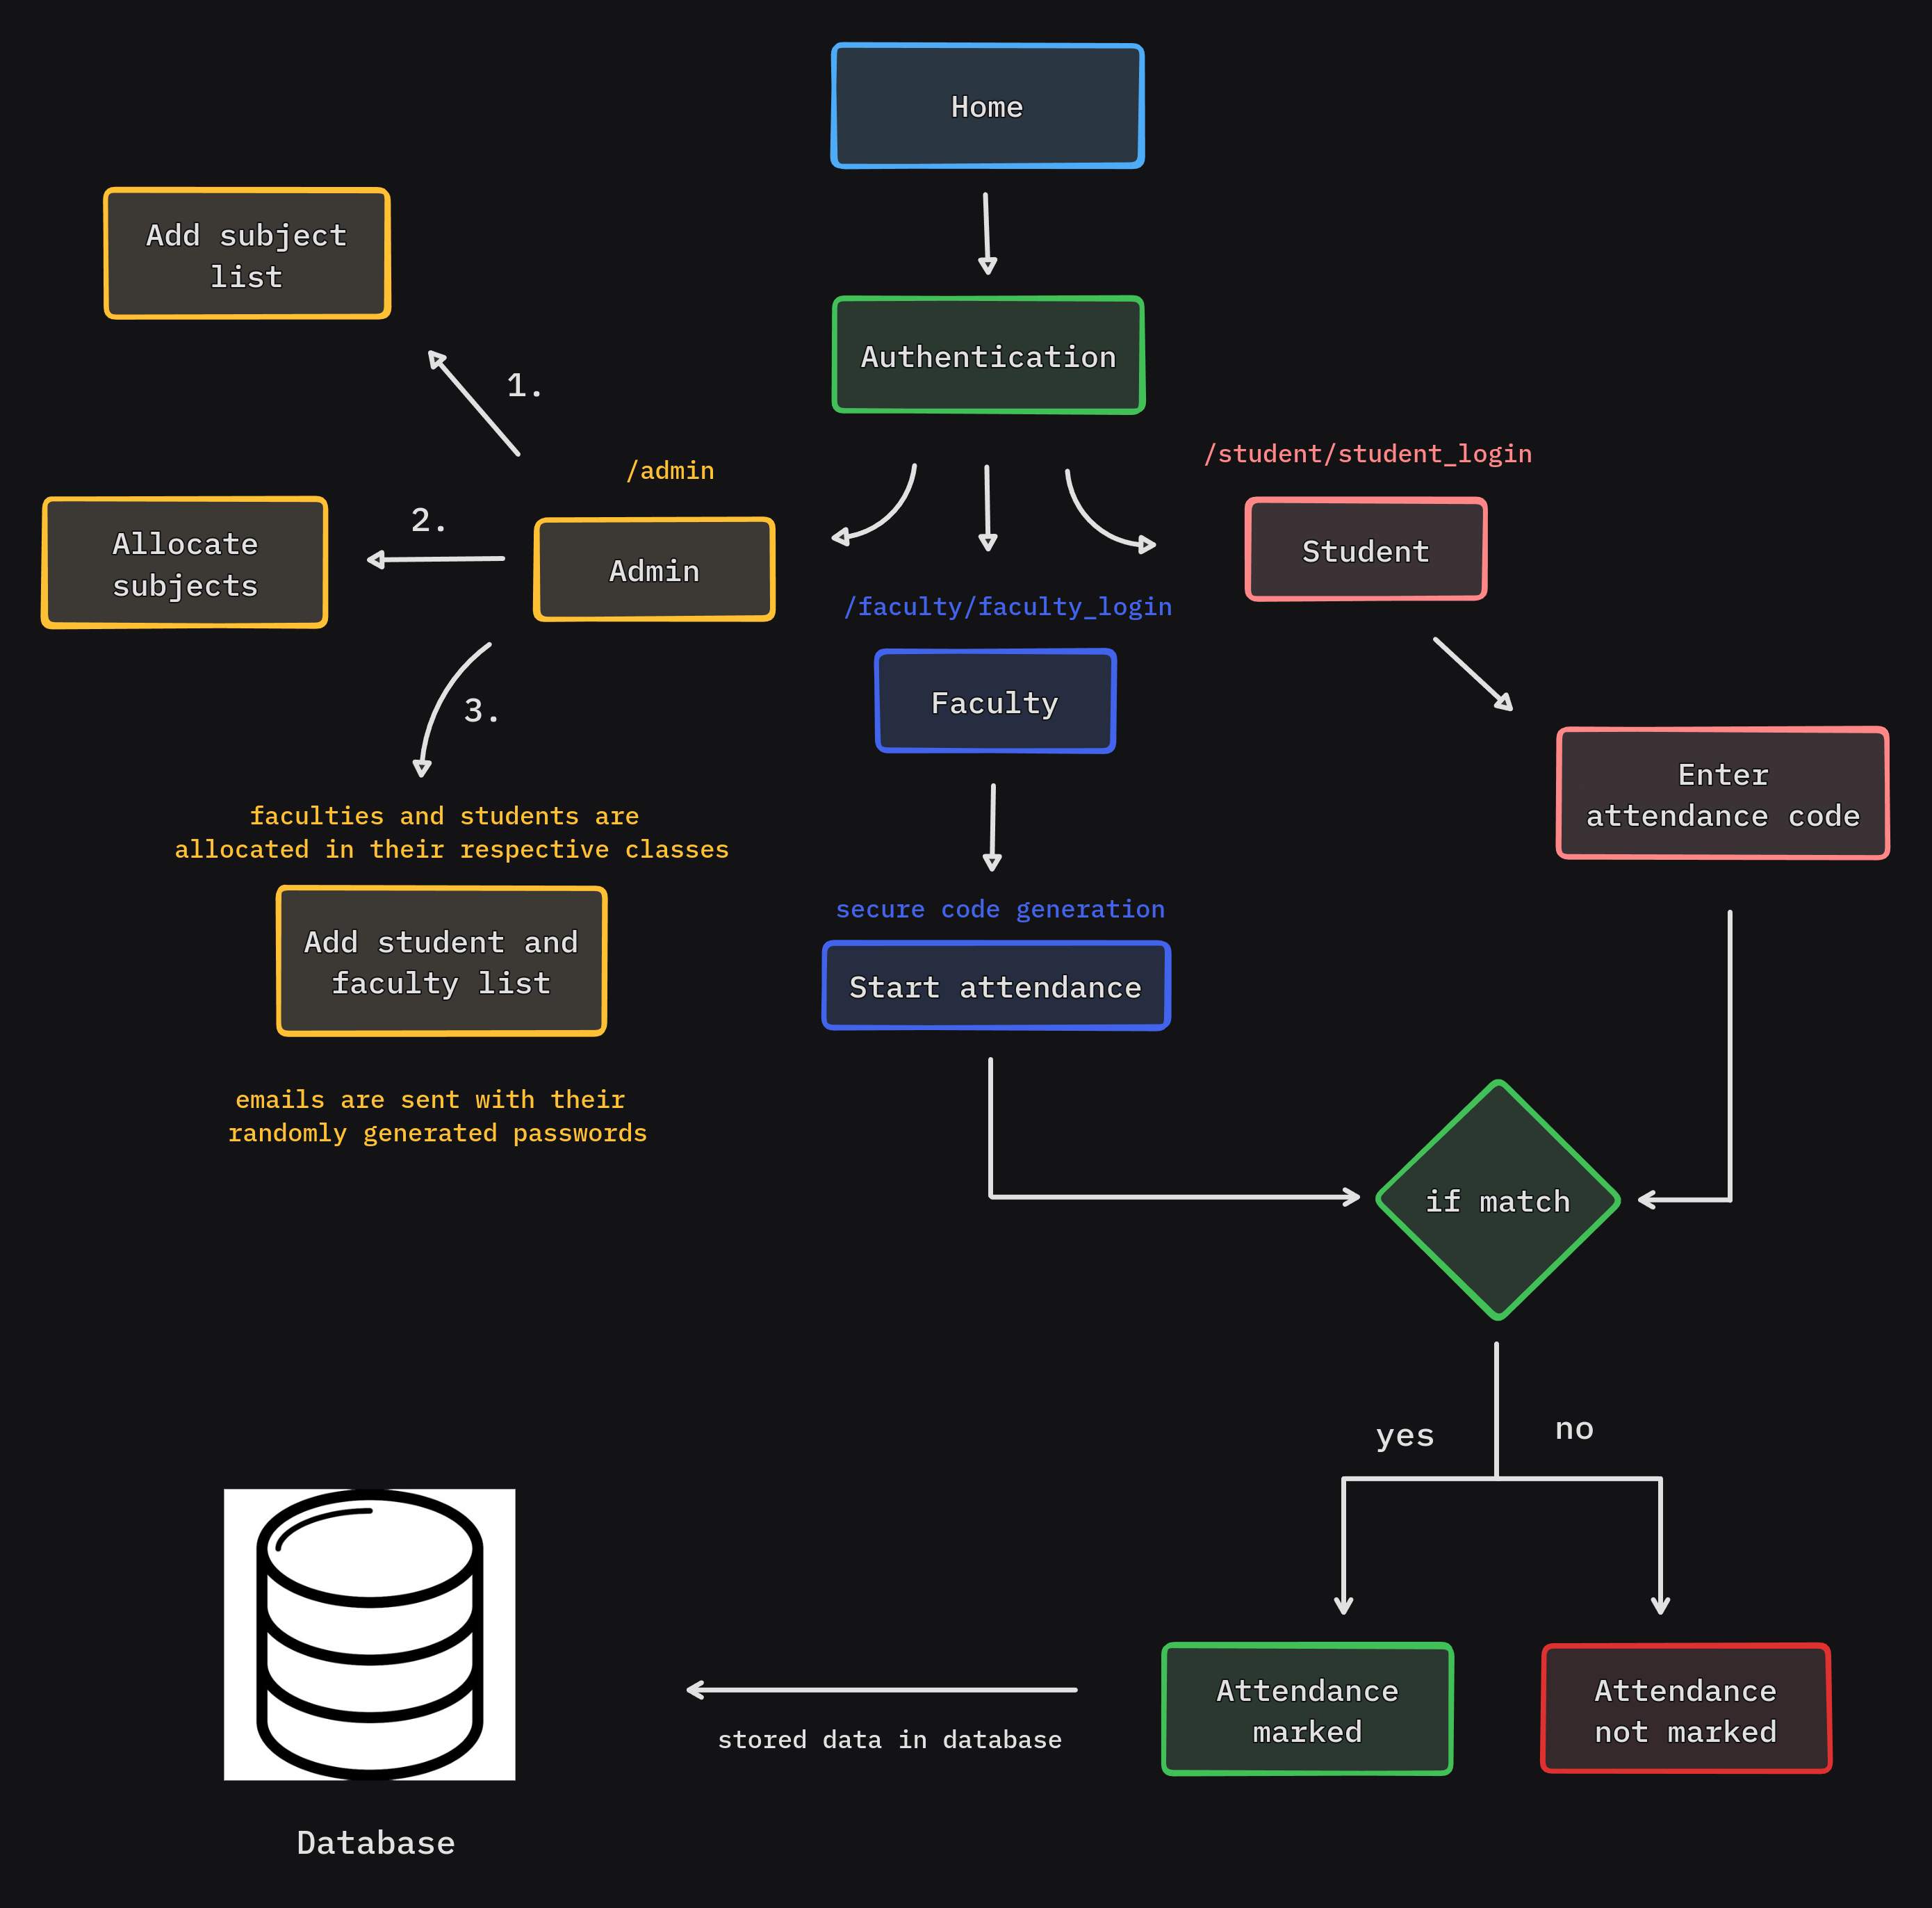 Home
Add subject
list
Authentication
1.
/admin
/student/student_login
2.
Allocate
subjects
Admin
Student
/faculty/faculty_login
3.
Faculty
Enter
attendance code
faculties and students are
allocated in their respective classes
secure code generation
Add student and
faculty list
Start attendance
emails are sent with their
randomly generated passwords
if match
yes
no
Attendance
marked
Attendance
not marked
stored data in database
Database